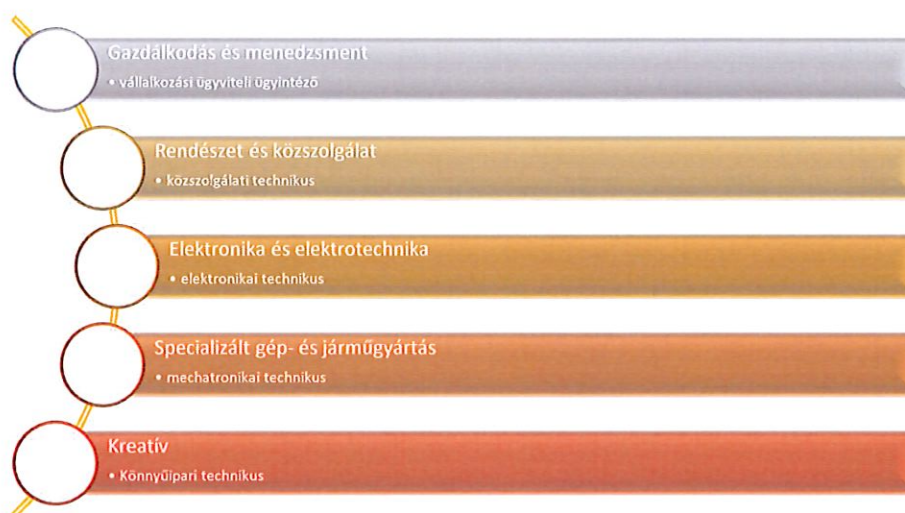 Gazdálkodás és menedzsment
• vállalkozási ügyviteli ügyintéző
Rendészet és közszolgálat
• közszolgálati technikus
Elektronika és elektrotechnika
• elektronikai technikus
Specializált gép- és járműgyártás
• mechatronikai technikus
Kreatív
• Könnyűipari technikus